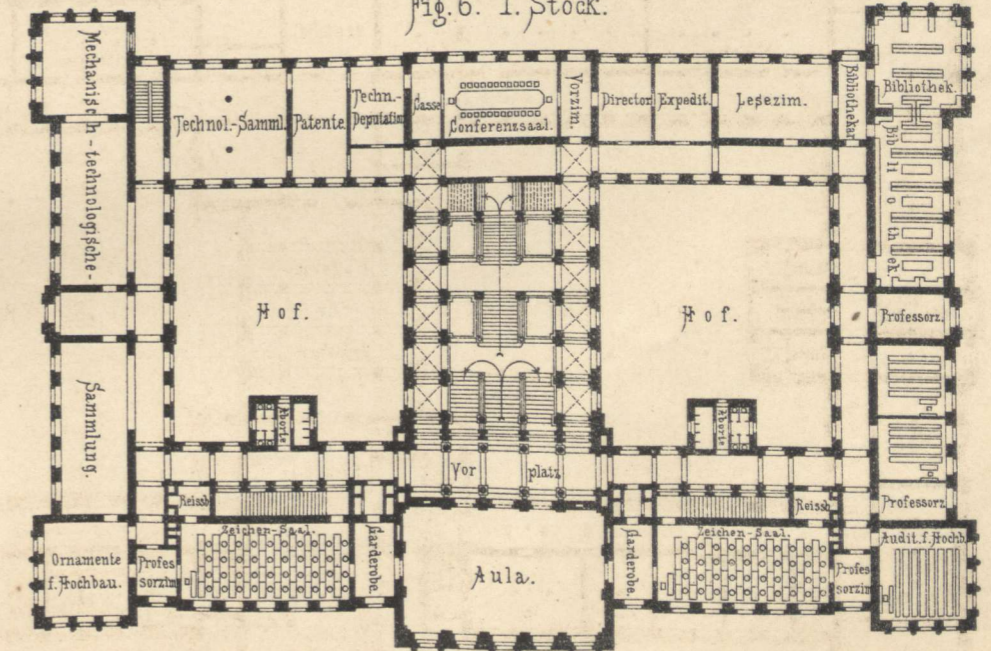 Fig. 6. I. Stock.
Mechanisch-technologische-
Sammlung.
Technol.-Samml.
Patente
Techn.-
Deputation
Casse
Conferenzsaal.
Vorzim.
Director
Expedit.
Lesezim.
Bibliothekar
Bibliothek.
Bibliothek.
Hof.
Hof.
Professorz.
Aborte
Aborte
Vor
platz
Reissb
Reissb
Professorz
Zeichen-Saal.
Garderobe.
Garderobe.
Zeichen-Saal.
Audit. f. Hochb.
Ornamente
f. Hochbau.
Profes
sorzim
Aula.
Profes
sorzim